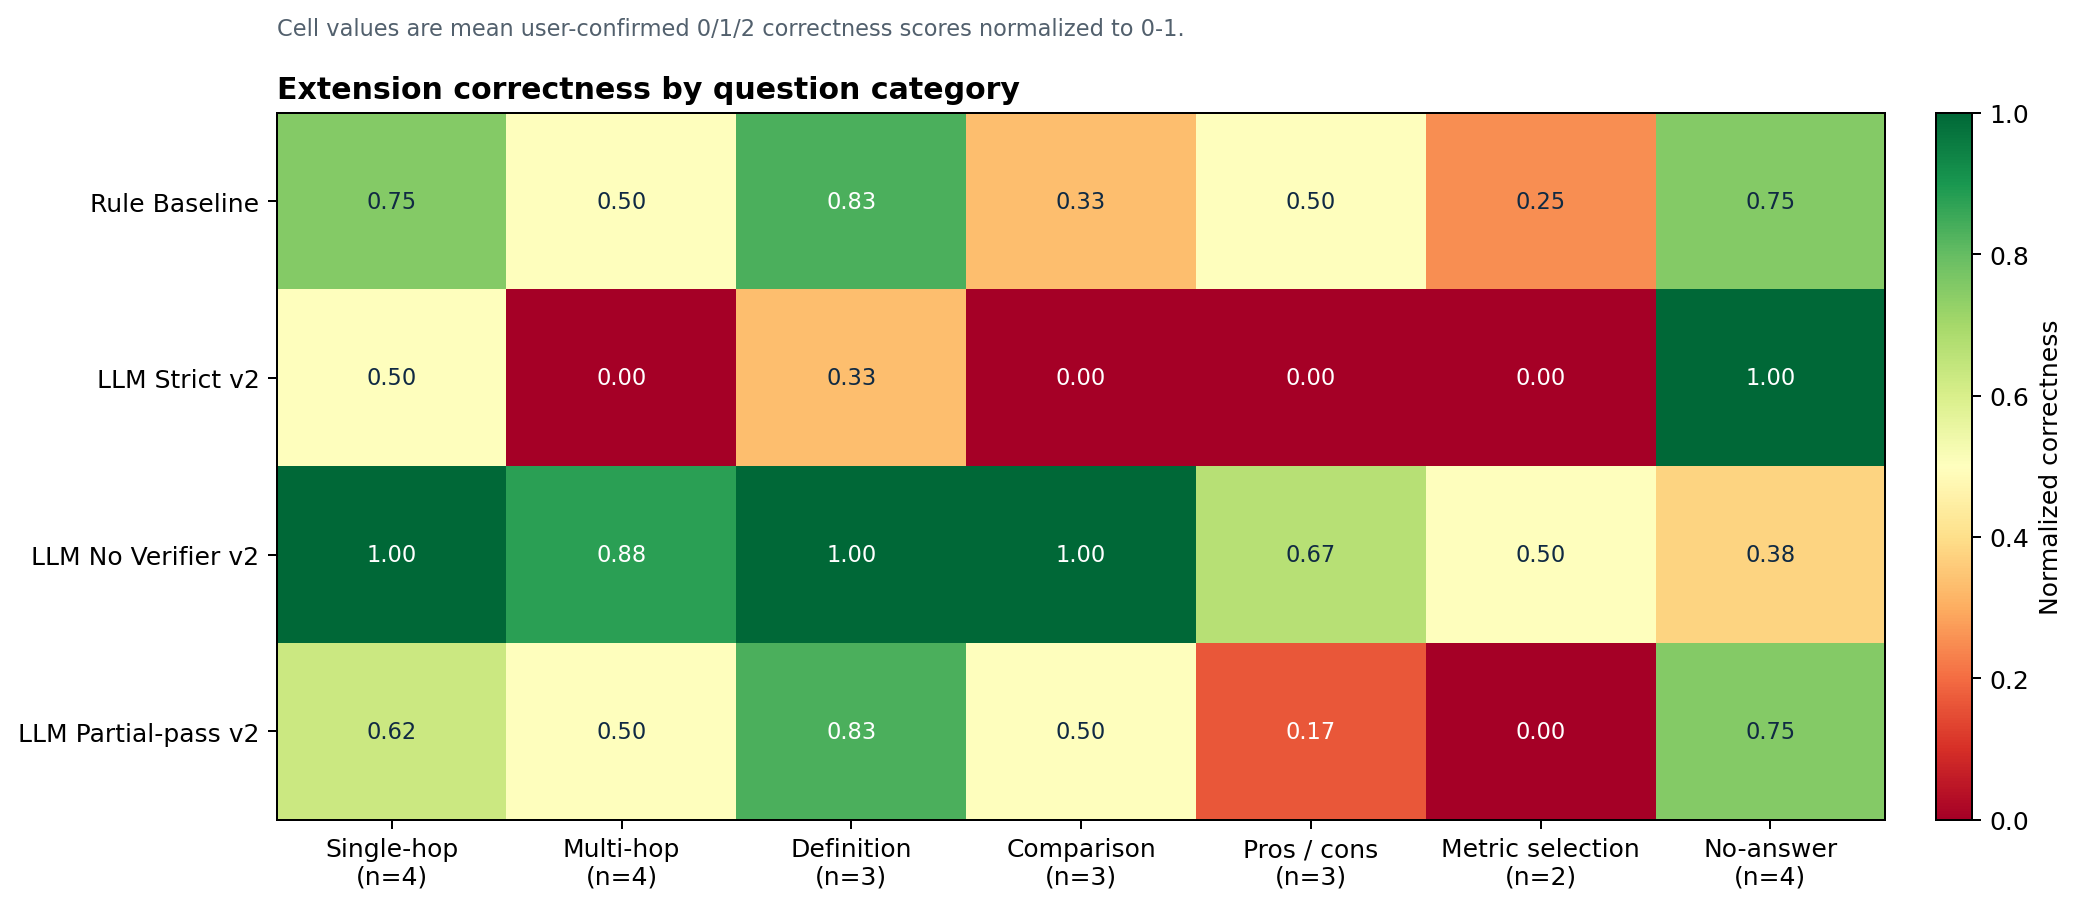 Cell values are mean user-confirmed 0/1/2 correctness scores normalized to 0-1.
Extension correctness by question category
Rule Baseline 0.75 0.50 0.83 0.33 0.50 0.25 0.75
LLM Strict v2 0.50 0.00 0.33 0.00 0.00 0.00 1.00
LLM No Verifier v2 1.00 0.88 1.00 1.00 0.67 0.50 0.38
LLM Partial-pass v2 0.62 0.50 0.83 0.50 0.17 0.00 0.75
Single-hop Multi-hop Definition Comparison Pros / cons Metric selection No-answer
(n=4) (n=4) (n=3) (n=3) (n=3) (n=2) (n=4)
1.0
0.8
0.6
0.4
0.2
0.0
Normalized correctness